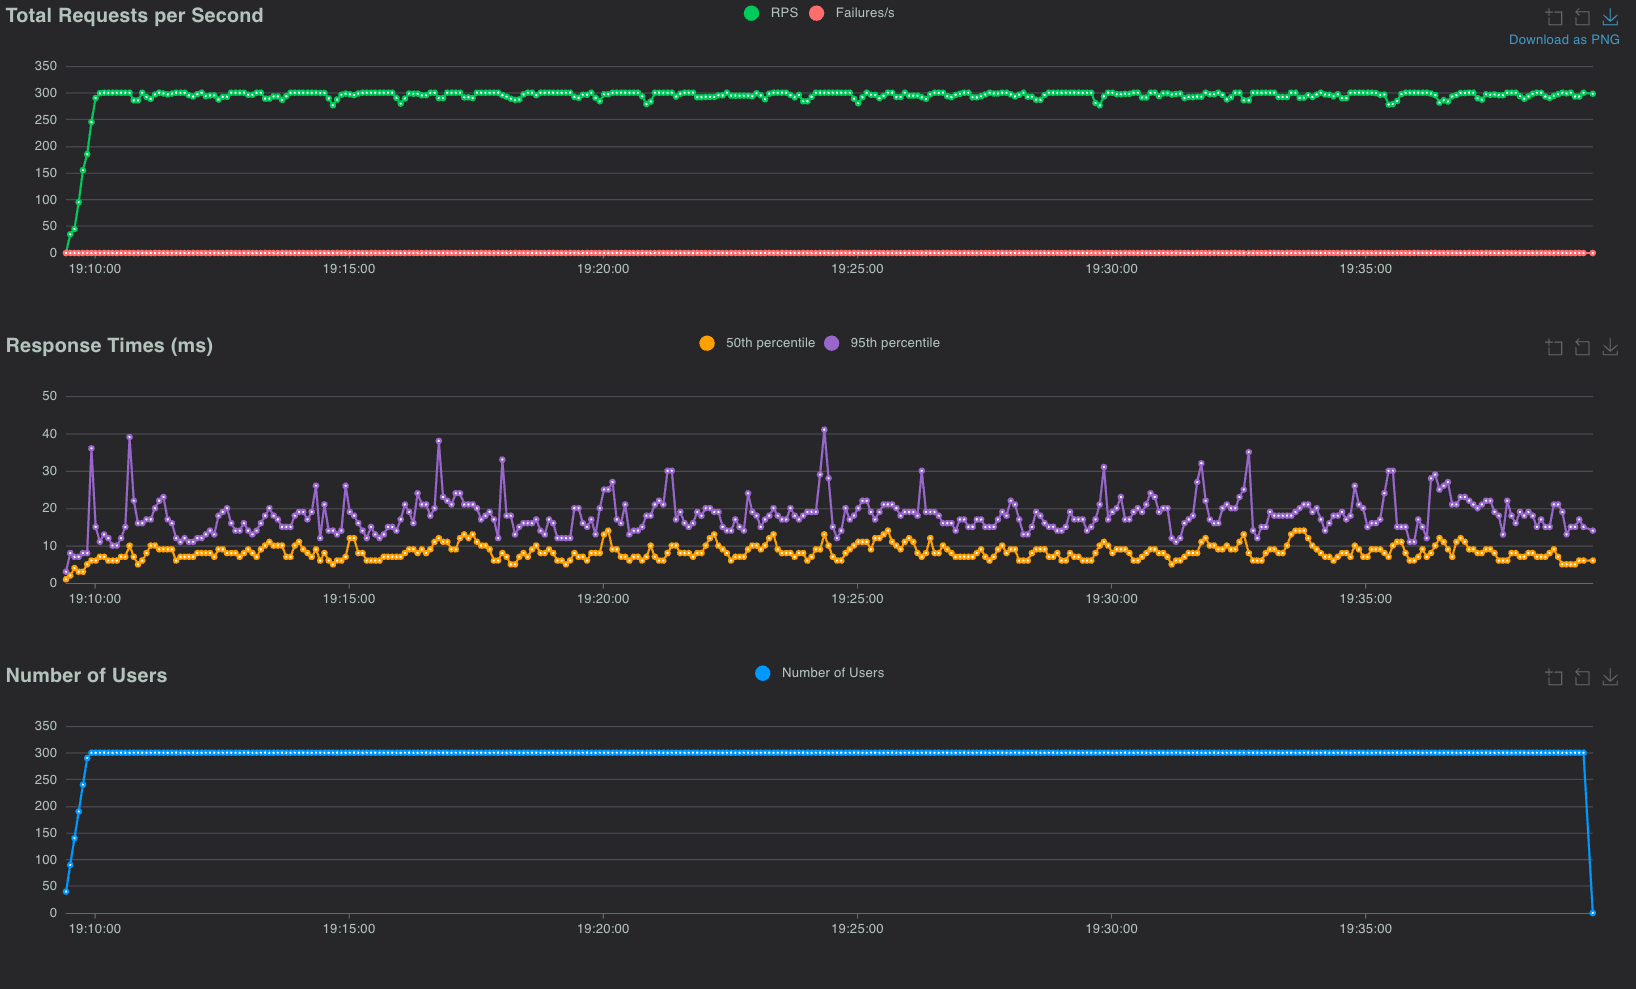 Total Requests per Second
RPS Failures/s
Download as PNG
350
300
250
200
150
100
50
0
19:10:00 19:15:00 19:20:00 19:25:00 19:30:00 19:35:00
Response Times (ms)
50th percentile 95th percentile
50
40
30
20
10
0
19:10:00 19:15:00 19:20:00 19:25:00 19:30:00 19:35:00
Number of Users
Number of Users
350
300
250
200
150
100
50
0
19:10:00 19:15:00 19:20:00 19:25:00 19:30:00 19:35:00